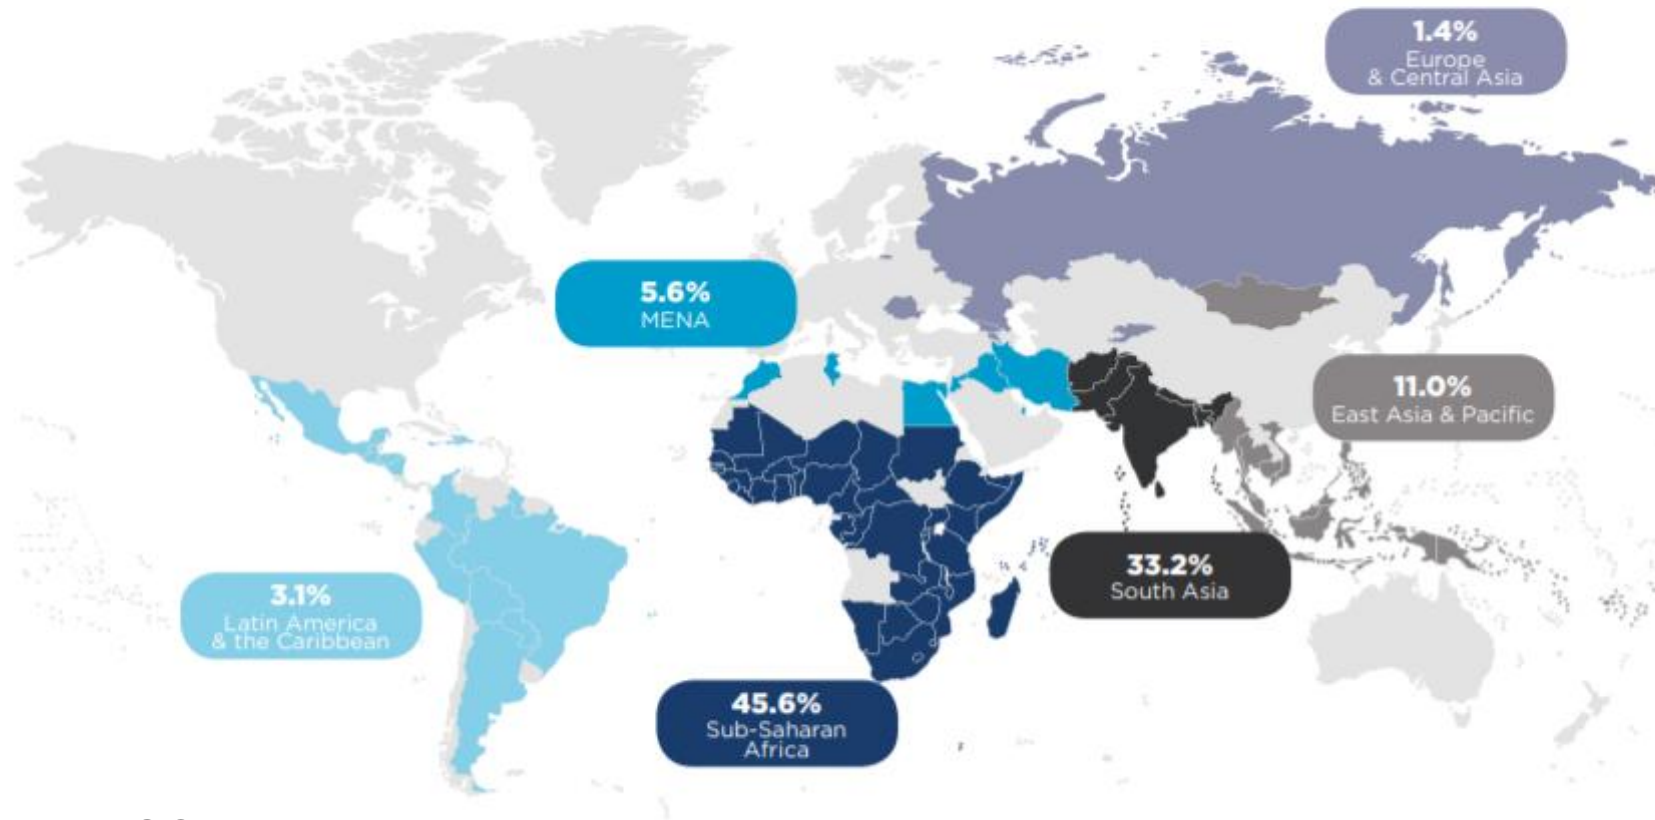 1.4%
Europe
& Central Asia
5.6%
MENA
11.0%
East Asia & Pacific
33.2%
South Asia
3.1%
Latin America
& the Caribbean
45.6%
Sub-Saharan
Africa